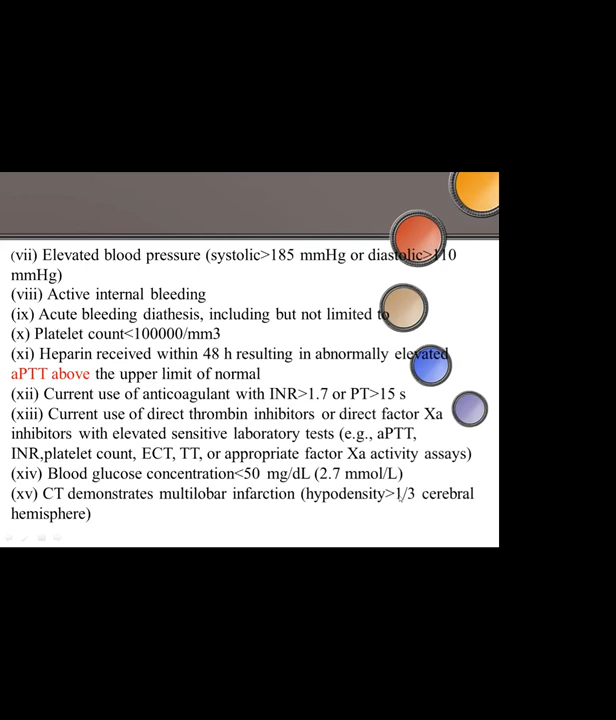 (vii) Elevated blood pressure (systolic>185 mmHg or diastolic>110
mmHg)
(viii) Active internal bleeding
(ix) Acute bleeding diathesis, including but not limited to
(x) Platelet count<100000/mm3
(xi) Heparin received within 48 h resulting in abnormally elevated
aPTT above the upper limit of normal
(xii) Current use of anticoagulant with INR>1.7 or PT>15 s
(xiii) Current use of direct thrombin inhibitors or direct factor Xa
inhibitors with elevated sensitive laboratory tests (e.g., aPTT,
INR,platelet count, ECT, TT, or appropriate factor Xa activity assays)
(xiv) Blood glucose concentration<50 mg/dL (2.7 mmol/L)
(xv) CT demonstrates multilobar infarction (hypodensity>1/3 cerebral
hemisphere)